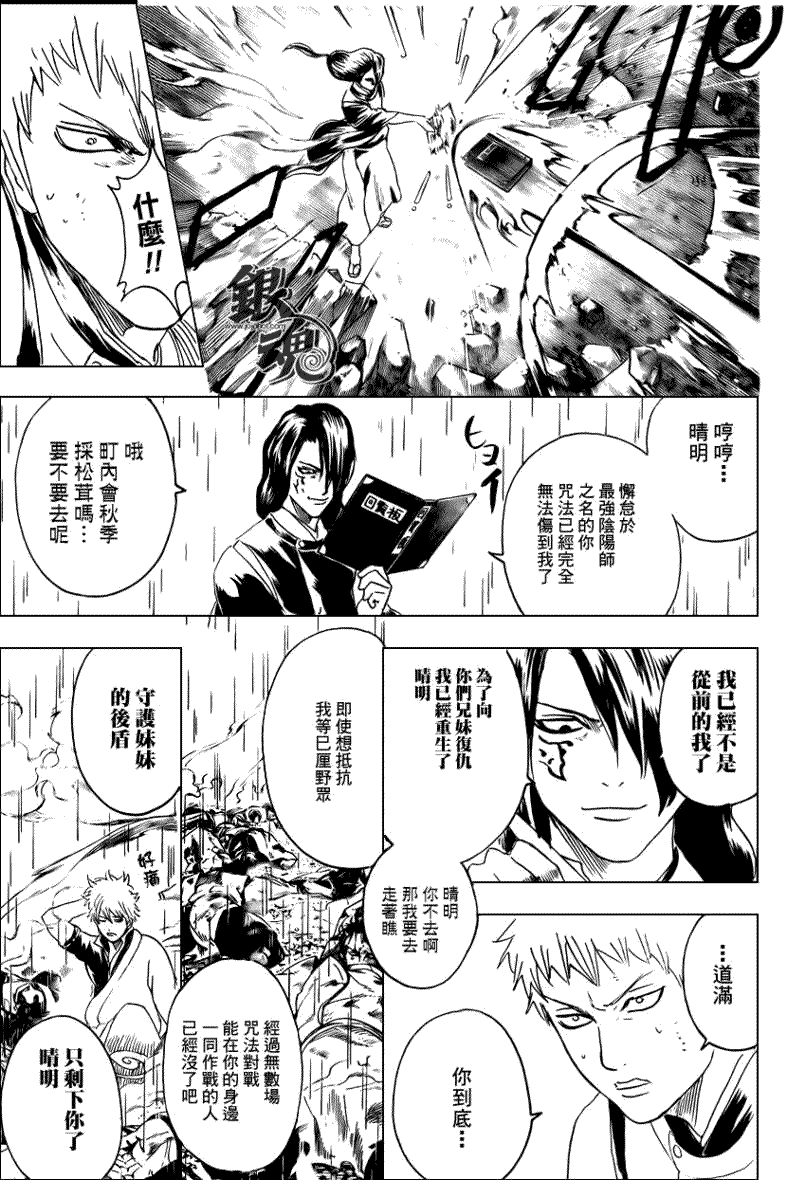 什麼!!
銀魂
哼哼…
晴明
懈怠於
最強陰陽師
之名的你
咒法已經完全
無法傷到我了
ヒョイ
回覧板
哦
町內會秋季
採松茸嗎…
要不要去呢
我已經不是
從前的我了
為了向
你們兄妹復仇
我已經重生了
晴明
…道滿
晴明
你不去啊
那我要去
走著瞧
你到底…
即使想抵抗
我等巳厘野眾
經過無數場
咒法對戰
能在你的身邊
一同作戰的人
已經沒了吧
守護妹妹
的後盾
好痛
只剩下你了
晴明